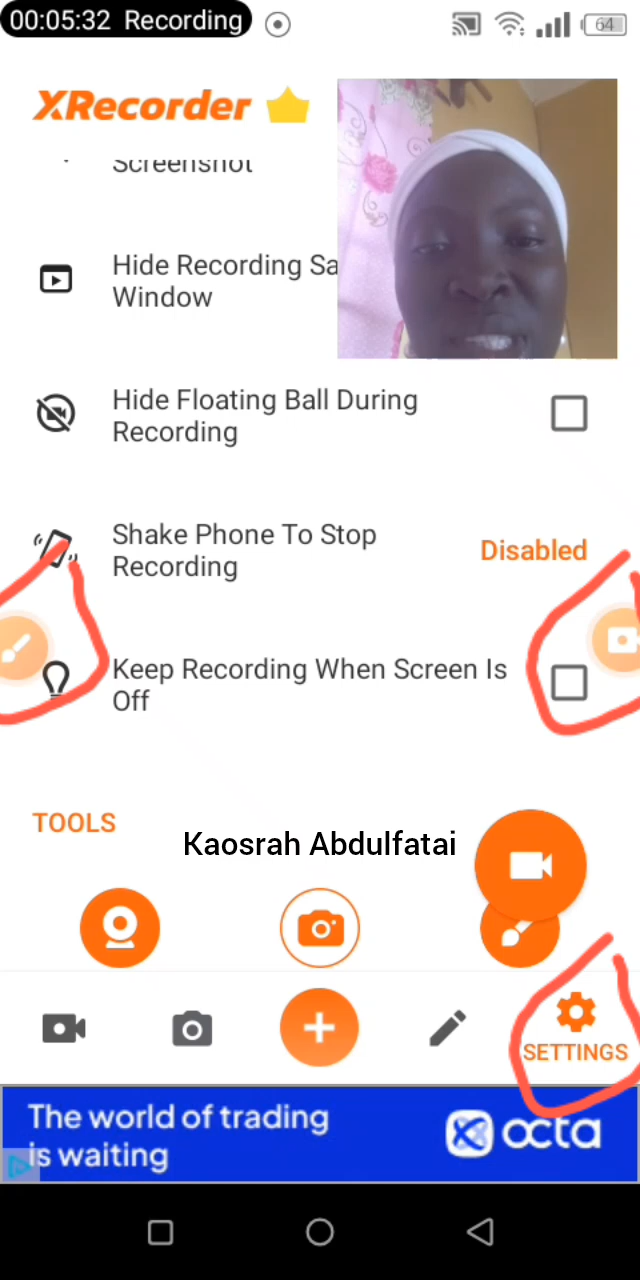 00:05:32 Recording
64
XRecorder
Screenshot
Hide Recording Sa
Window
Hide Floating Ball During
Recording
Shake Phone To Stop
Recording
Disabled
Keep Recording When Screen Is
Off
TOOLS
Kaosrah Abdulfatai
SETTINGS
The world of trading
is waiting
octa